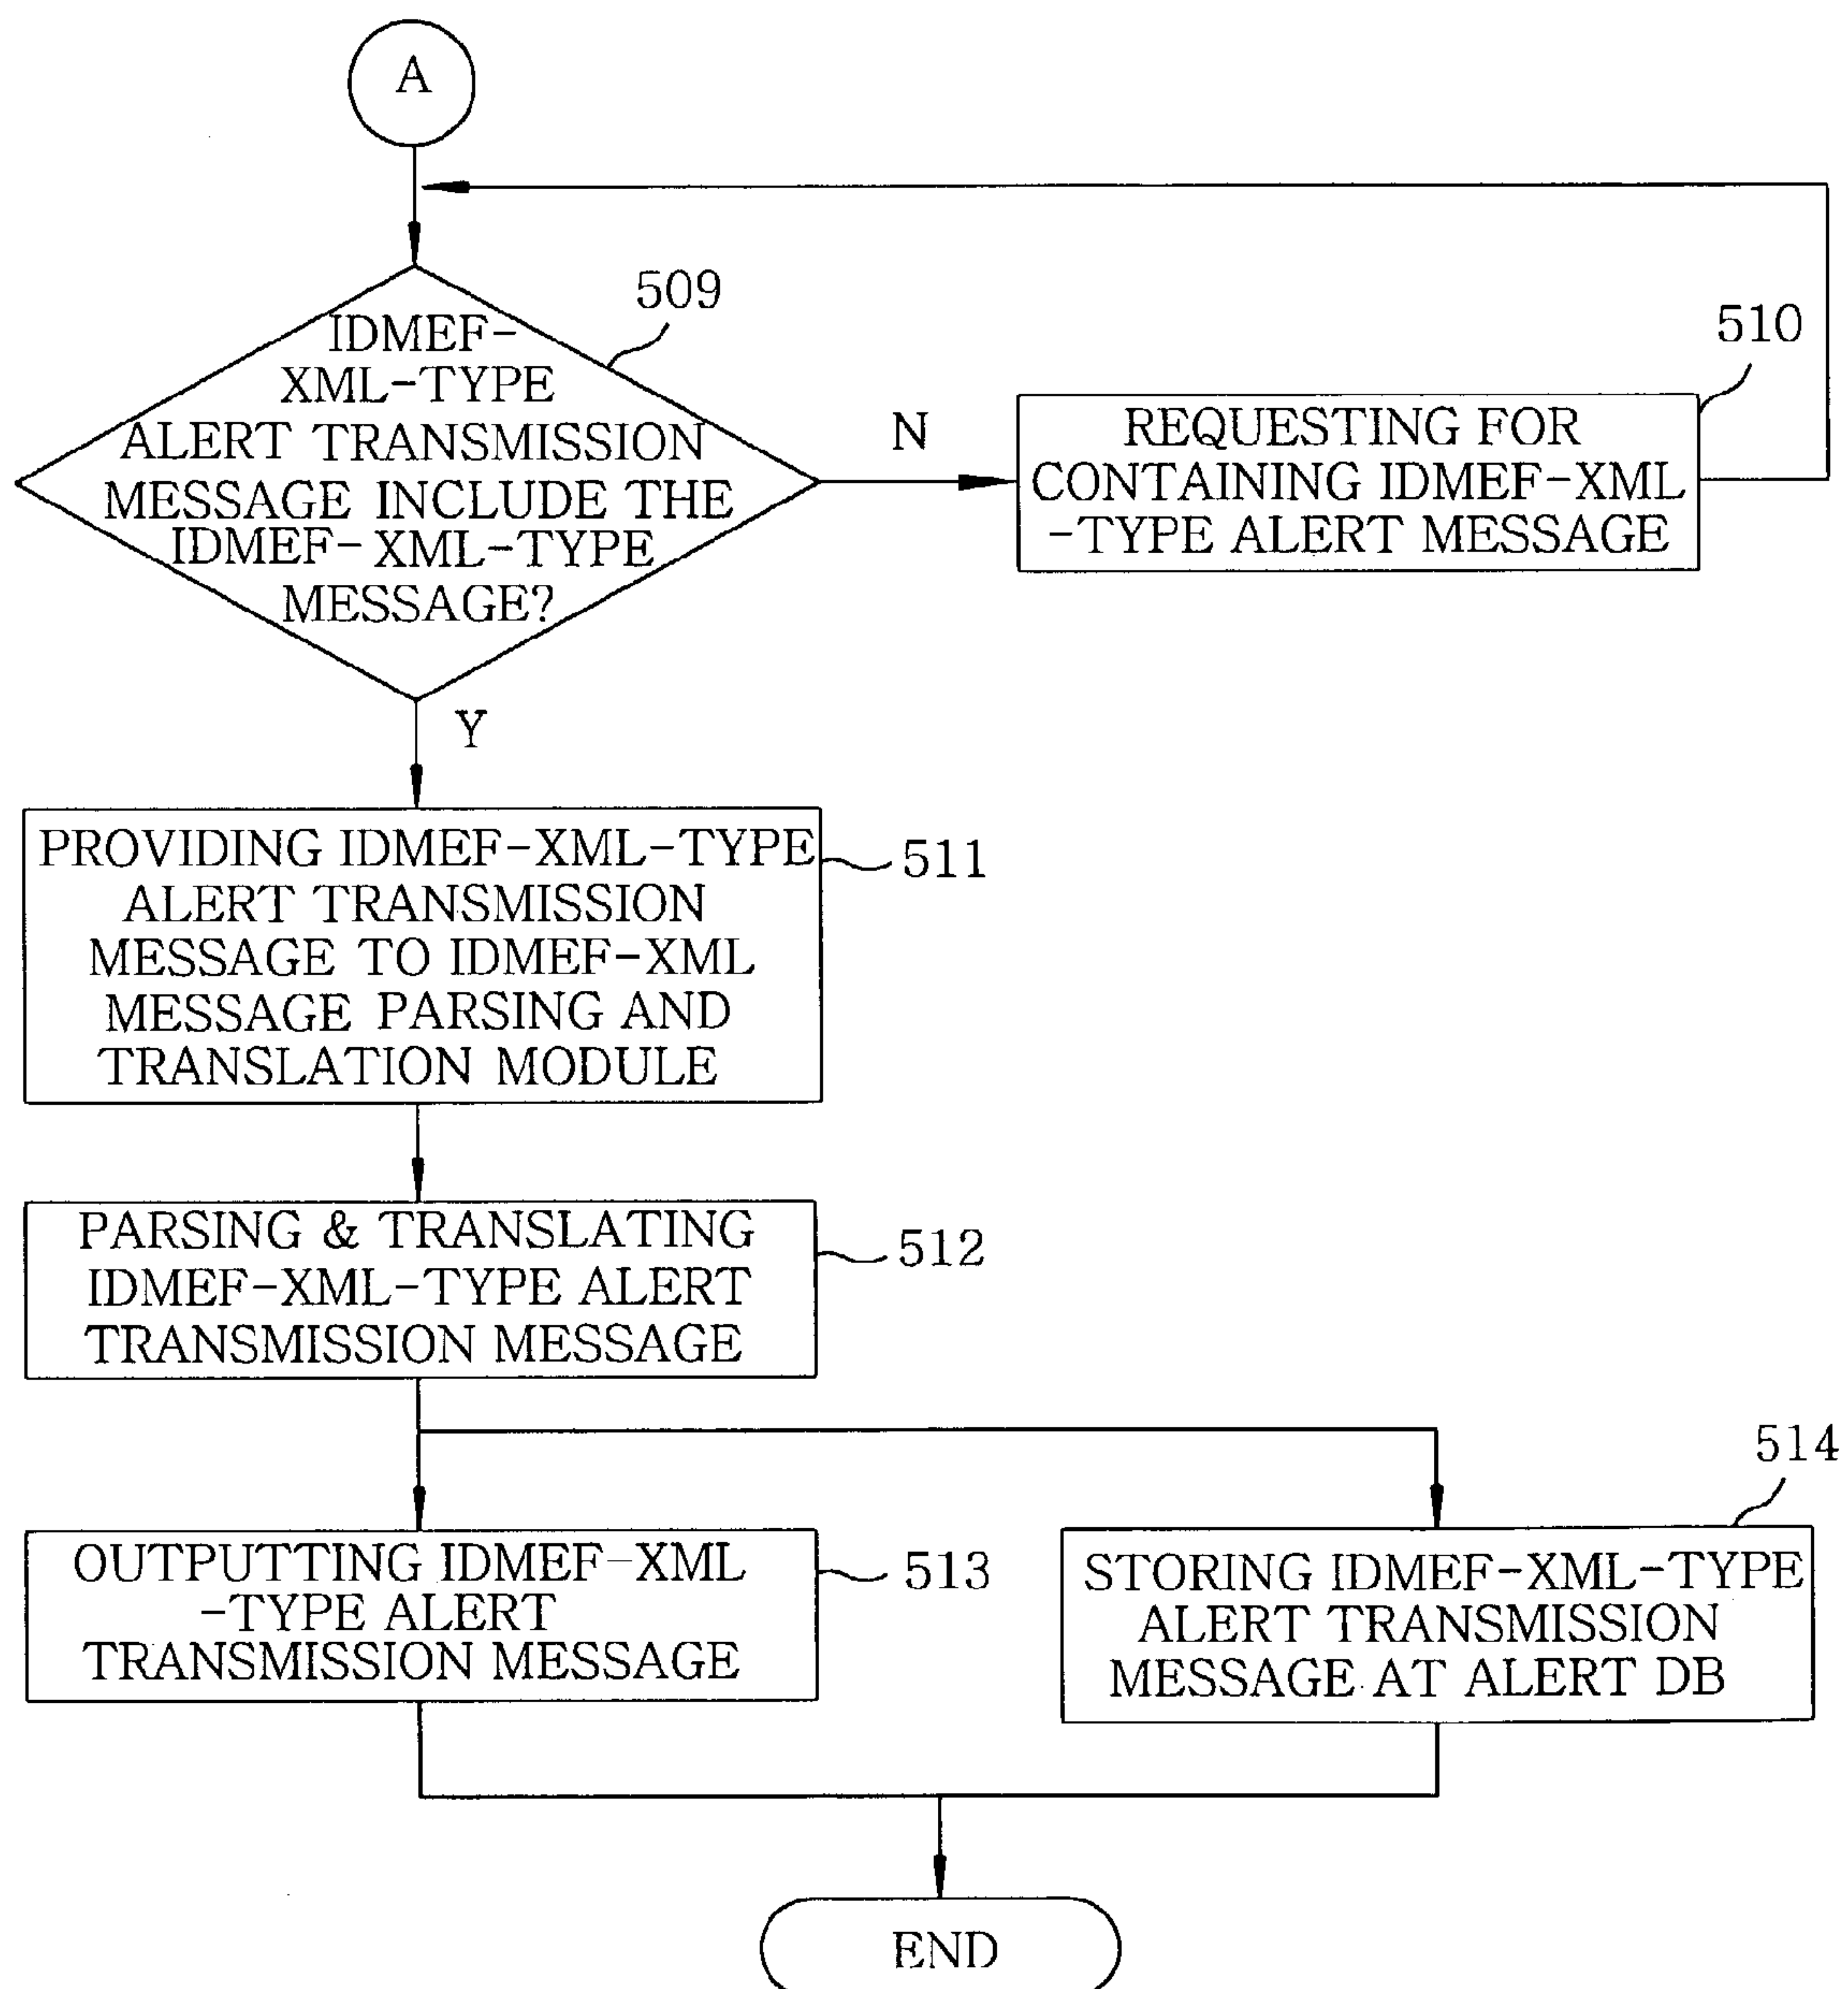 A
509
IDMEF-
XML-TYPE
ALERT TRANSMISSION
MESSAGE INCLUDE THE
IDMEF-XML-TYPE
MESSAGE?
N
510
REQUESTING FOR
CONTAINING IDMEF-XML
-TYPE ALERT MESSAGE
Y
PROVIDING IDMEF-XML-TYPE
ALERT TRANSMISSION
MESSAGE TO IDMEF-XML
MESSAGE PARSING AND
TRANSLATION MODULE
511
PARSING & TRANSLATING
IDMEF-XML-TYPE ALERT
TRANSMISSION MESSAGE
512
OUTPUTTING IDMEF-XML
-TYPE ALERT
TRANSMISSION MESSAGE
513
514
STORING IDMEF-XML-TYPE
ALERT TRANSMISSION
MESSAGE AT ALERT DB
END